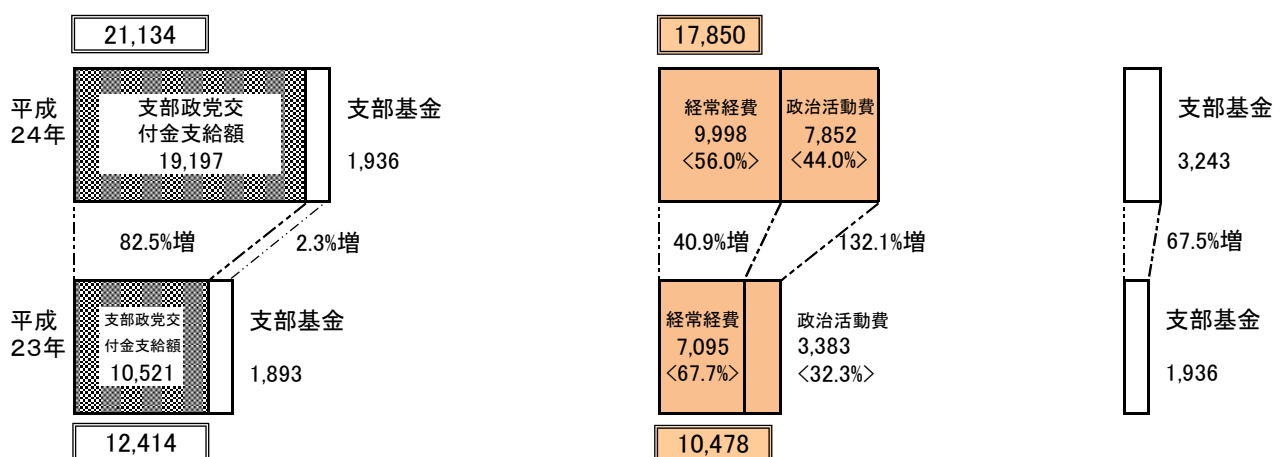 21,134
17,850
平成
24年
支部政党交
付金支給額
19,197
支部基金
1,936
経常経費
9,998
<56.0%>
政治活動費
7,852
<44.0%>
支部基金
3,243
82.5%増
2.3%増
40.9%増
132.1%増
67.5%増
平成
23年
支部政党交
付金支給額
10,521
支部基金
1,893
経常経費
7,095
<67.7%>
政治活動費
3,383
<32.3%>
支部基金
1,936
12,414
10,478